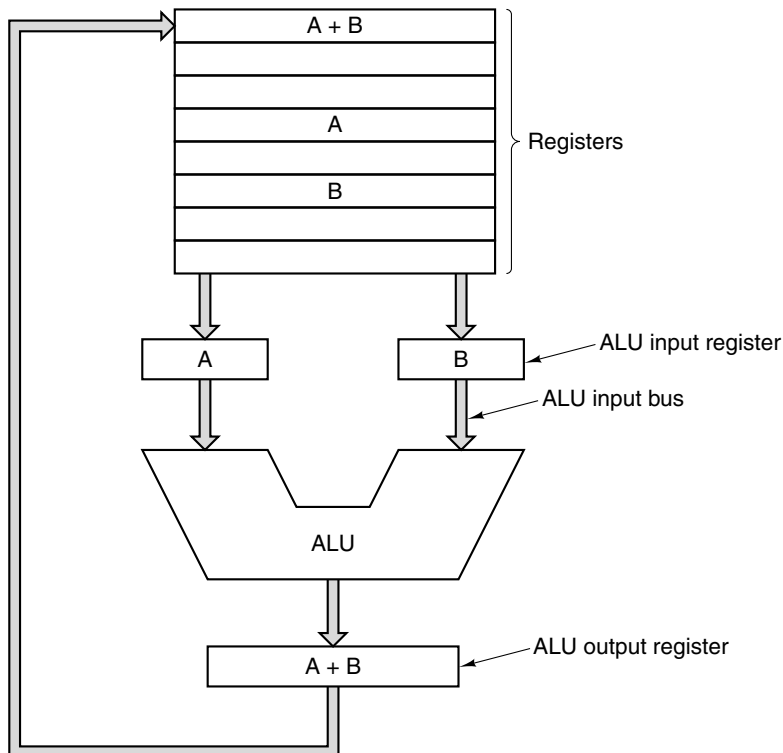 A + B
A
Registers
B
A
B
ALU input register
ALU input bus
ALU
A + B
ALU output register